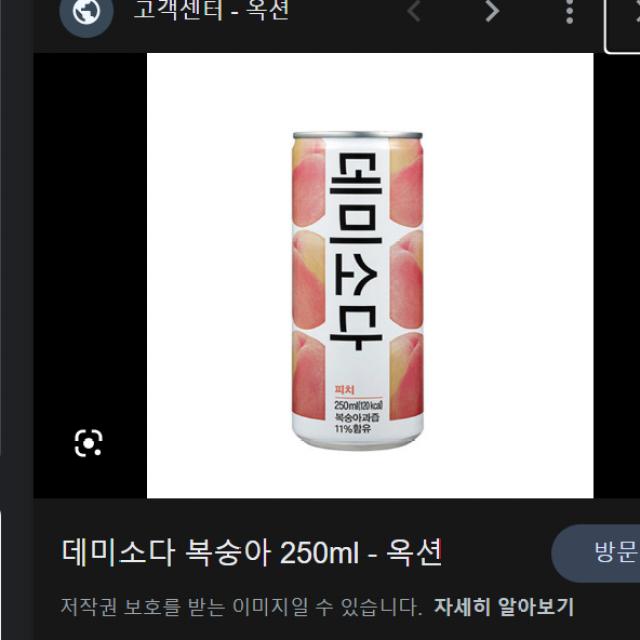 고객센터 - 옥션
데미소다
피치
250ml(120kcal)
복숭아과즙
11%함유
데미소다 복숭아 250ml - 옥션
방문
저작권 보호를 받는 이미지일 수 있습니다. 자세히 알아보기